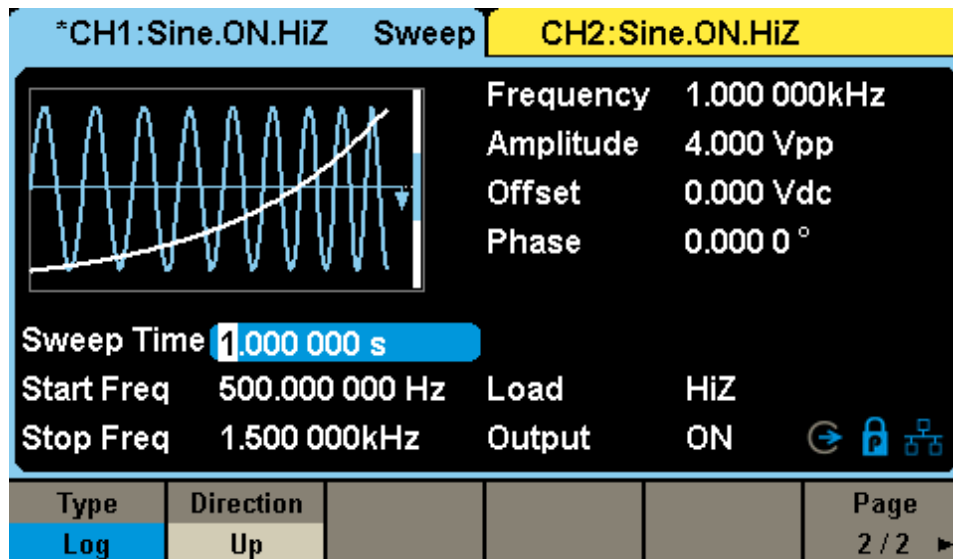 *CH1:Sine.ON.HiZ Sweep CH2:Sine.ON.HiZ
Frequency 1.000 000kHz
Amplitude 4.000 Vpp
Offset 0.000 Vdc
Phase 0.000 0 °
Sweep Time 1.000 000 s
Start Freq 500.000 000 Hz Load HiZ
Stop Freq 1.500 000kHz Output ON
Type Direction Page
Log Up 2 / 2